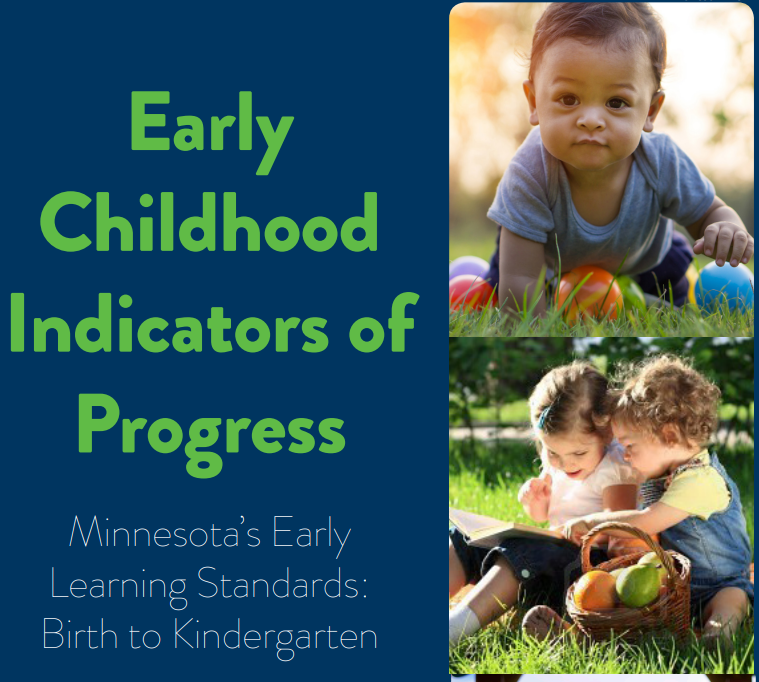 Early
Childhood
Indicators of
Progress
Minnesota’s Early
Learning Standards:
Birth to Kindergarten